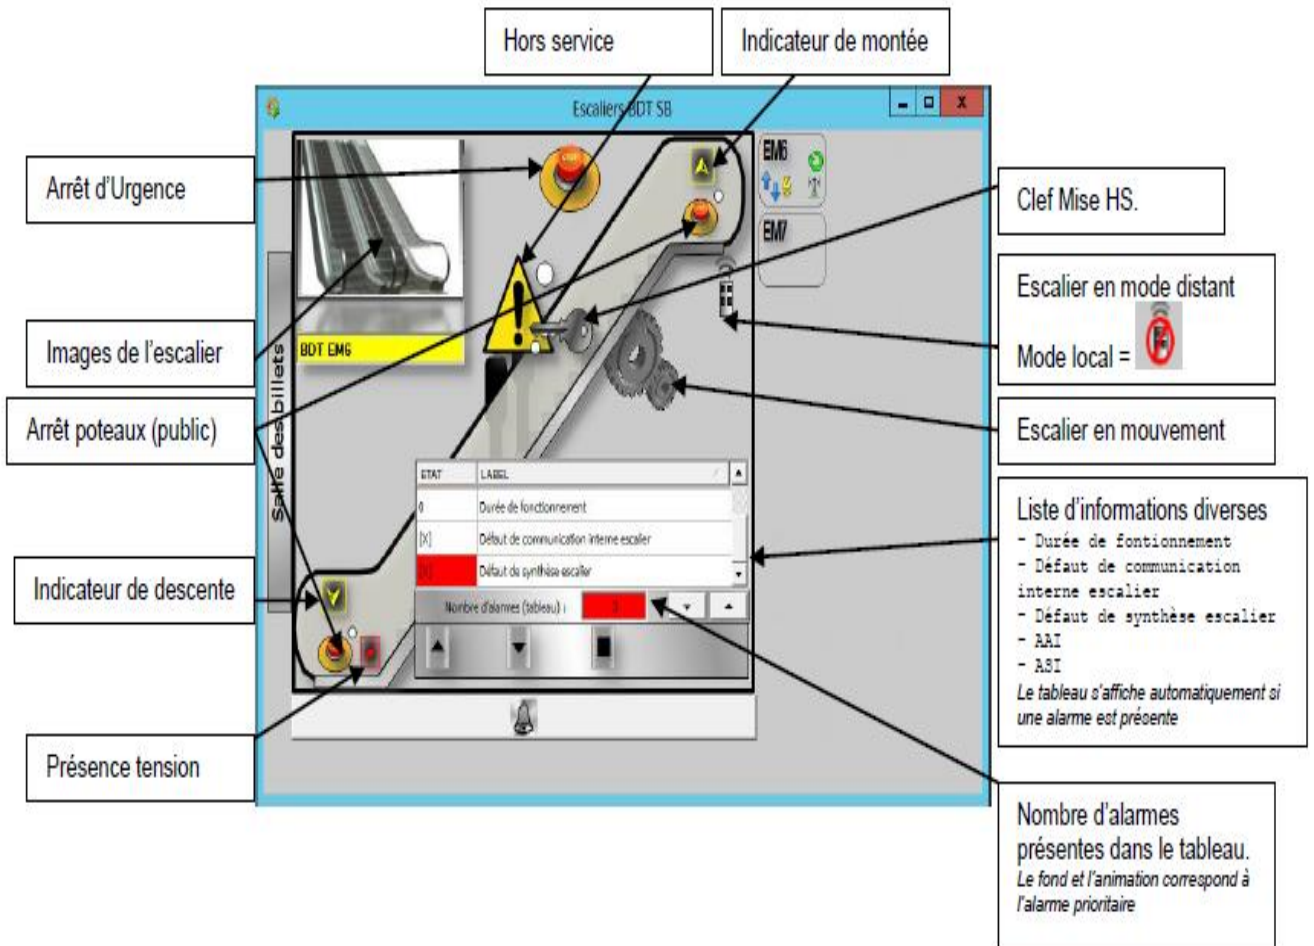 Hors service
Indicateur de montée
Escaliers BDT SB
X
Arrêt d'Urgence
EM6
Clef Mise HS.
EM7
Escalier en mode distant
Mode local =
Images de l'escalier
BDT EM6
Salle des billets
Arrêt poteaux (public)
Escalier en mouvement
ETAT LABEL
0 Durée de fonctionnement
[X] Défaut de communication interne escalier
[X] Défaut de synthèse escalier
Nombre d'alarmes (tableau) :
Liste d'informations diverses
- Durée de fontionnement
- Défaut de communication
interne escalier
- Défaut de synthèse escalier
- AAI
- ASI
Le tableau s'affiche automatiquement si
une alarme est présente
Indicateur de descente
Présence tension
Nombre d'alarmes
présentes dans le tableau.
Le fond et l'animation correspond à
l'alarme prioritaire